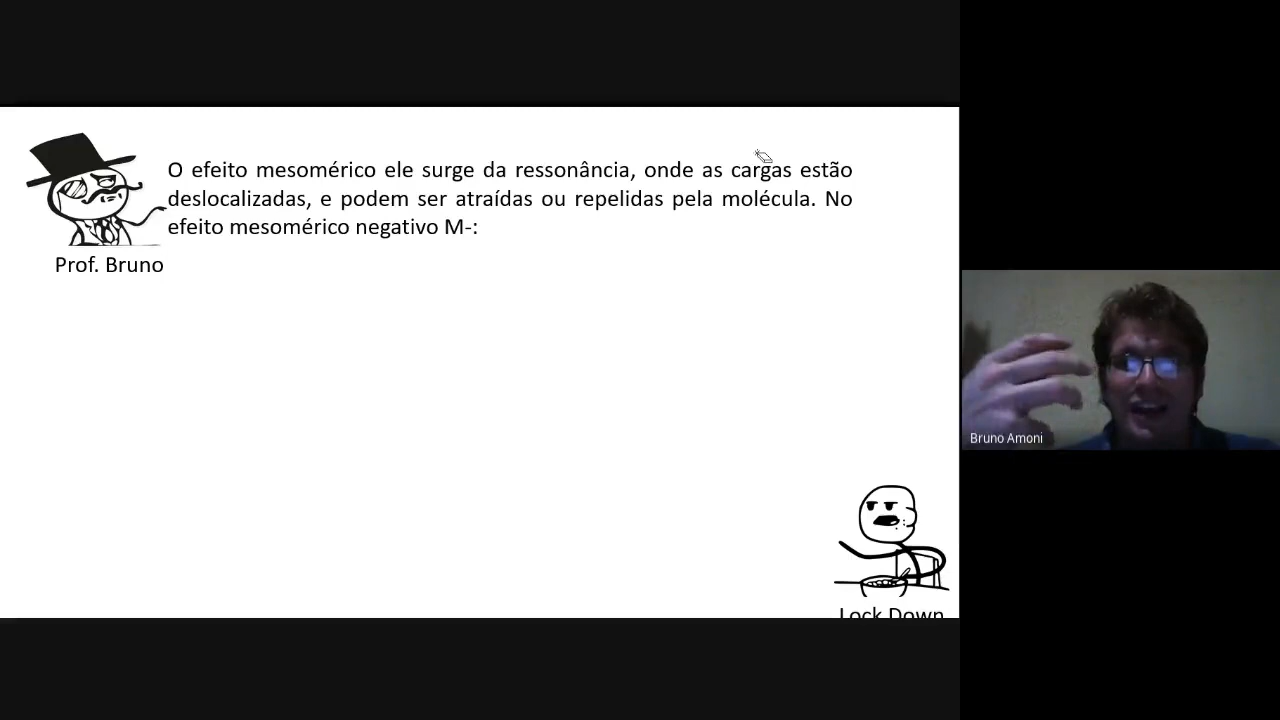 O efeito mesomérico ele surge da ressonância, onde as cargas estão
deslocalizadas, e podem ser atraídas ou repelidas pela molécula. No
efeito mesomérico negativo M-:
Prof. Bruno
Bruno Amoni
Lock Down